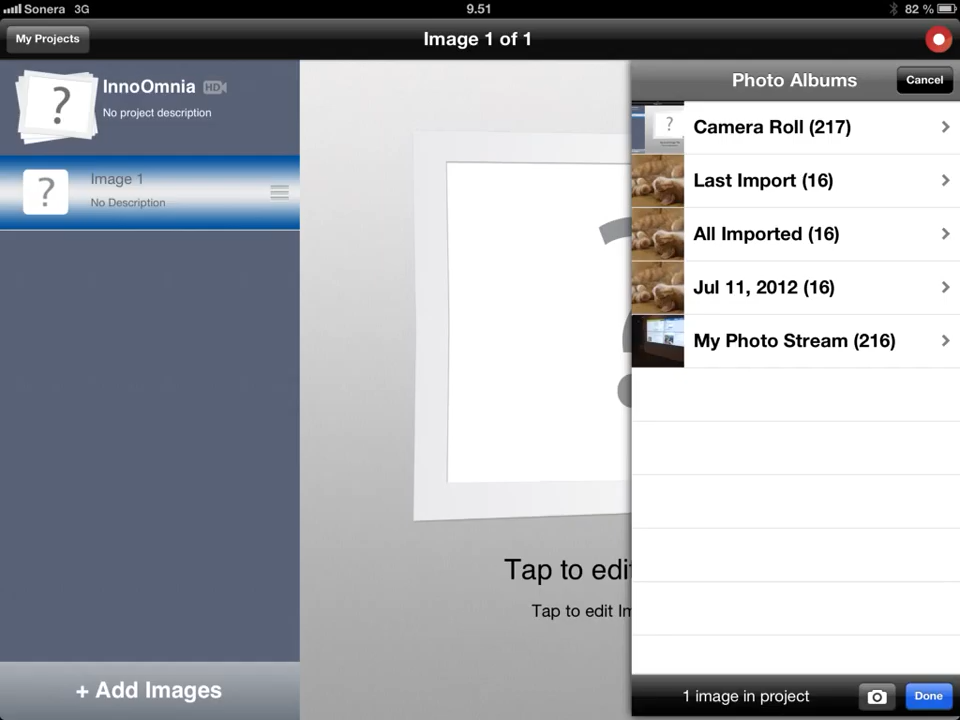 Sonera 3G 9.51 82 %
My Projects Image 1 of 1
InnoOmnia HD
No project description
?
Image 1
No Description
?
+ Add Images
Tap to edi
Tap to edit Im
Photo Albums Cancel
Camera Roll (217)
Last Import (16)
All Imported (16)
Jul 11, 2012 (16)
My Photo Stream (216)
1 image in project Done